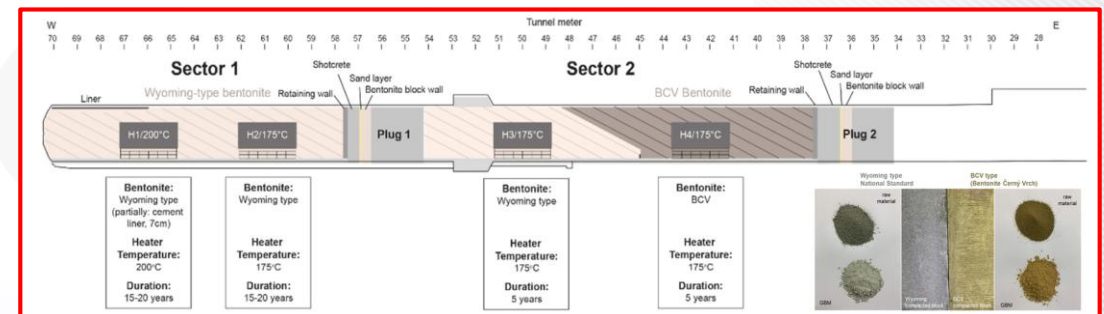 Tunnel meter
W E
70 69 68 67 66 65 64 63 62 61 60 59 58 57 56 55 54 53 52 51 50 49 48 47 46 45 44 43 42 41 40 39 38 37 36 35 34 33 32 31 30 29 28
Sector 1
Sector 2
Wyoming-type bentonite
BCV Bentonite
Liner
Retaining wall
Shotcrete
Sand layer
Bentonite block wall
Retaining wall
Shotcrete
Sand layer
Bentonite block wall
H1/200°C
H2/175°C
Plug 1
H3/175°C
H4/175°C
Plug 2
Bentonite:
Wyoming type
(partially: cement
liner, 7cm)
Heater
Temperature:
200°C
Duration:
15-20 years
Bentonite:
Wyoming type
Heater
Temperature:
175°C
Duration:
15-20 years
Bentonite:
Wyoming type
Heater
Temperature:
175°C
Duration:
5 years
Bentonite:
BCV
Heater
Temperature:
175°C
Duration:
5 years
Wyoming type
National Standard
BCV type
(Bentonite Černý Vrch)
raw
material
raw
material
GBM
Wyoming
compacted block
BCV
compacted block
GBM